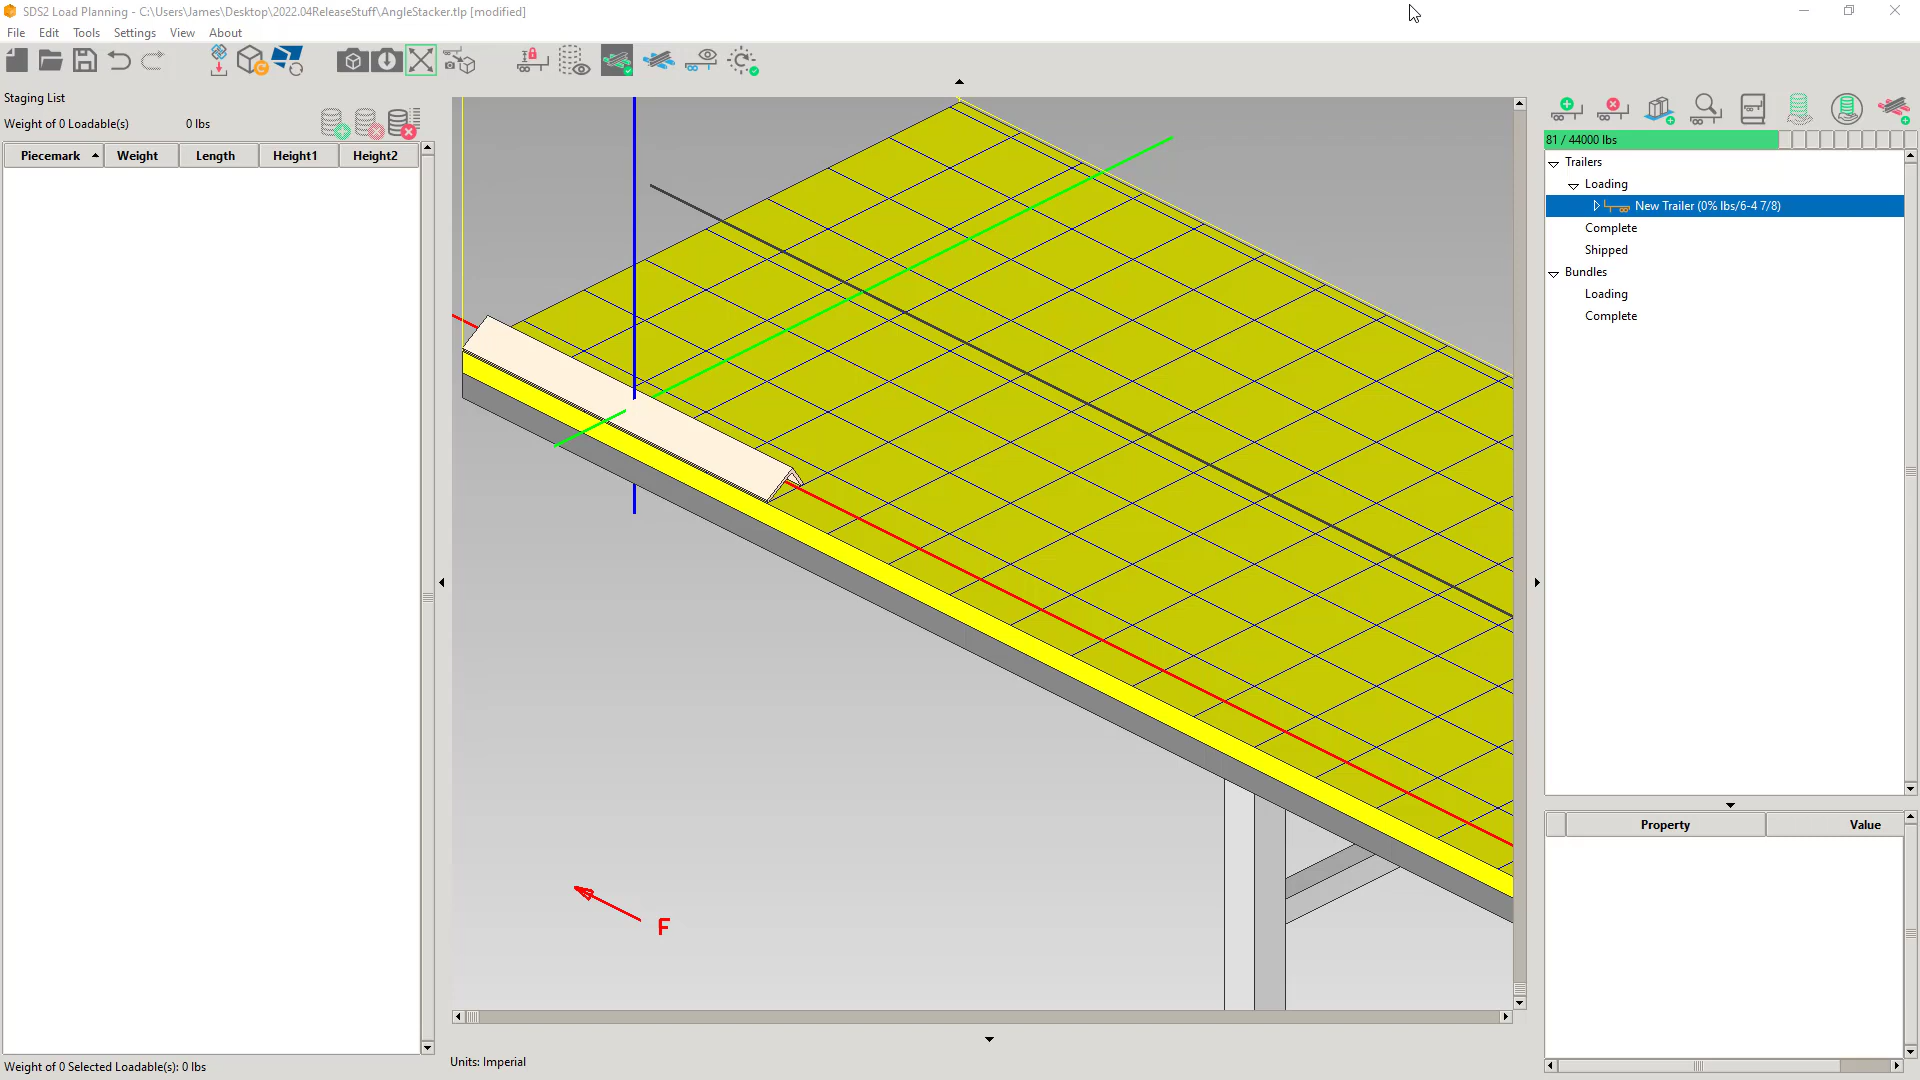 SDS2 Load Planning - C:\Users\James\Desktop\2022.04ReleaseStuff\AngleStacker.tlp [modified]
File Edit Tools Settings View About
Staging List
Weight of 0 Loadable(s) 0 lbs
Piecemark Weight Length Height1 Height2
Weight of 0 Selected Loadable(s): 0 lbs
F
Units: Imperial
81 / 44000 lbs
Trailers
Loading
New Trailer (0% lbs/6-4 7/8)
Complete
Shipped
Bundles
Loading
Complete
Property Value